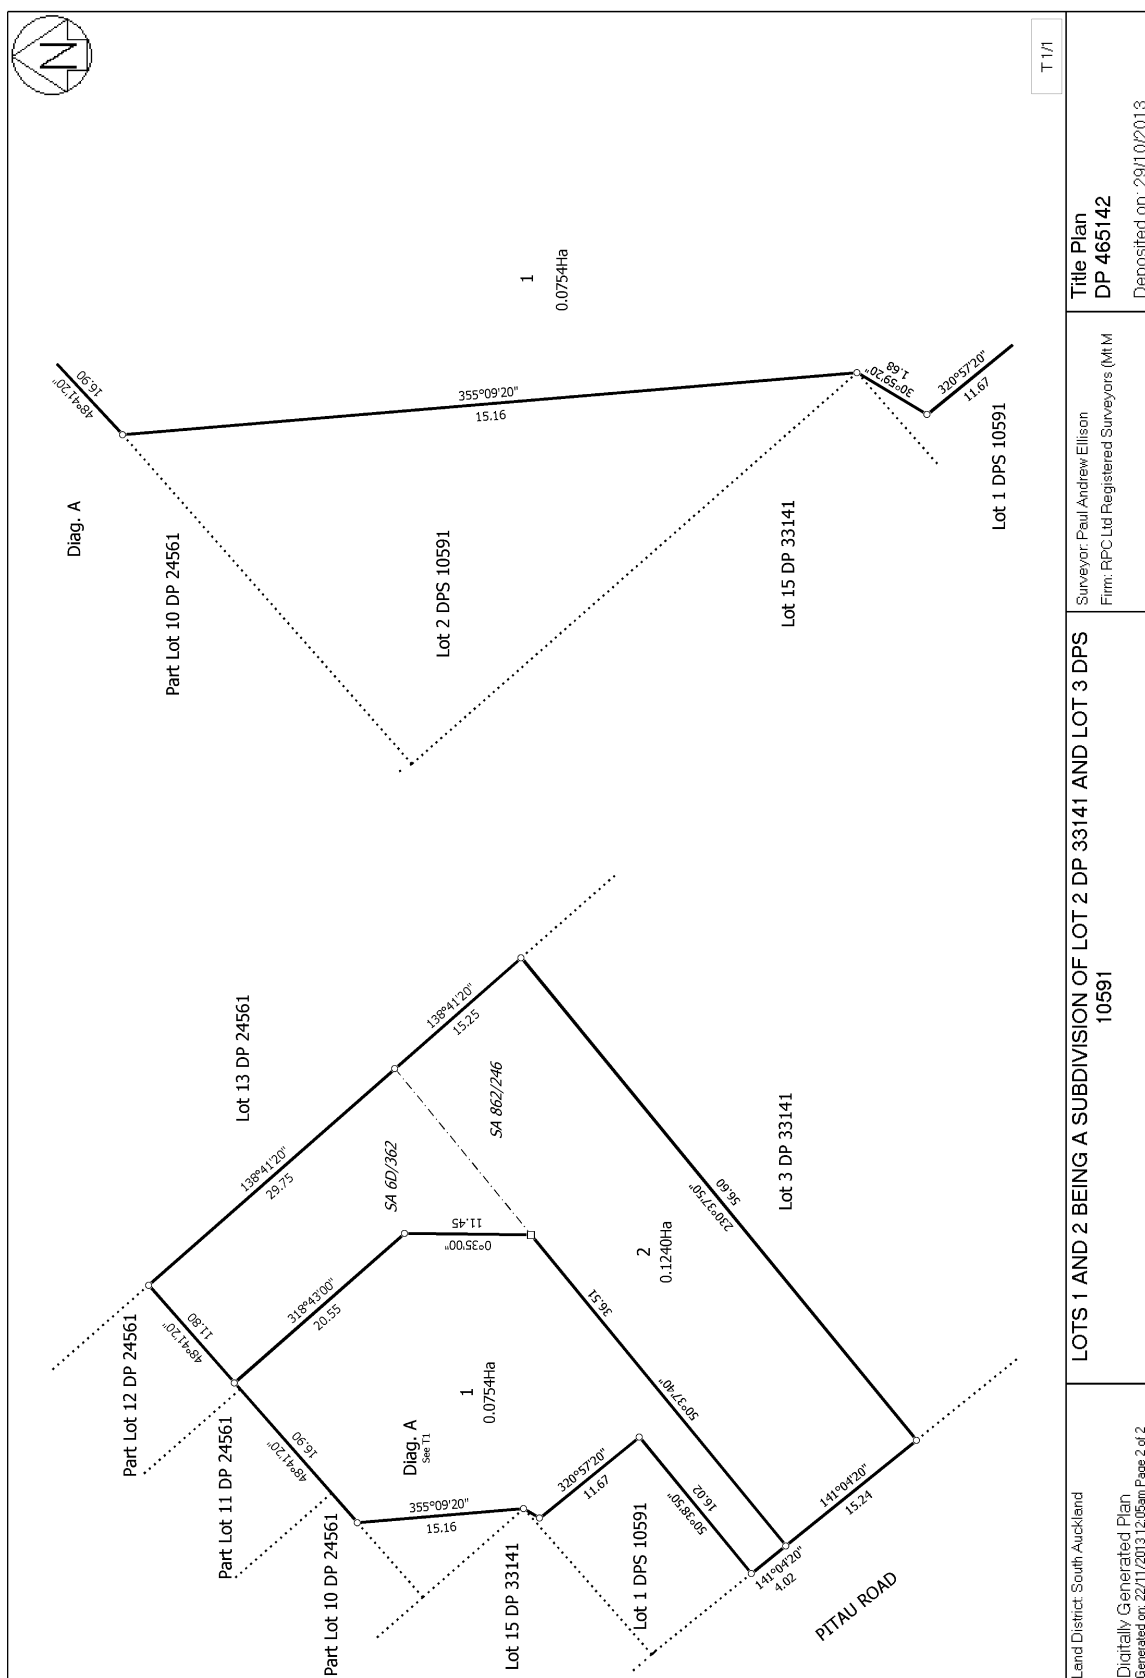 N
48°41'20"
16.90
Diag. A
Part Lot 10 DP 24561
355°09'20"
15.16
1
0.0754Ha
Lot 2 DPS 10591
Lot 15 DP 33141
30°59'20"
1.68
320°57'20"
11.67
Lot 1 DPS 10591
Part Lot 12 DP 24561
48°41'20"
11.80
138°41'20"
29.75
Lot 13 DP 24561
Part Lot 11 DP 24561
48°41'20"
16.90
318°43'00"
20.55
SA 6D/362
138°41'20"
15.25
SA 862/246
Part Lot 10 DP 24561
355°09'20"
15.16
Diag. A
See T1
1
0.0754Ha
0°35'00"
11.45
Lot 15 DP 33141
320°57'20"
11.67
Lot 1 DPS 10591
50°38'50"
16.02
50°37'40"
36.51
2
0.1240Ha
230°37'50"
56.60
Lot 3 DP 33141
141°04'20"
4.02
141°04'20"
15.24
PITAU ROAD
T 1/1
Land District: South Auckland
Digitally Generated Plan
Generated on: 22/11/2013 12:05am Page 2 of 2
LOTS 1 AND 2 BEING A SUBDIVISION OF LOT 2 DP 33141 AND LOT 3 DPS
10591
Surveyor: Paul Andrew Ellison
Firm: RPC Ltd Registered Surveyors (Mt M
Title Plan
DP 465142
Deposited on: 29/10/2013